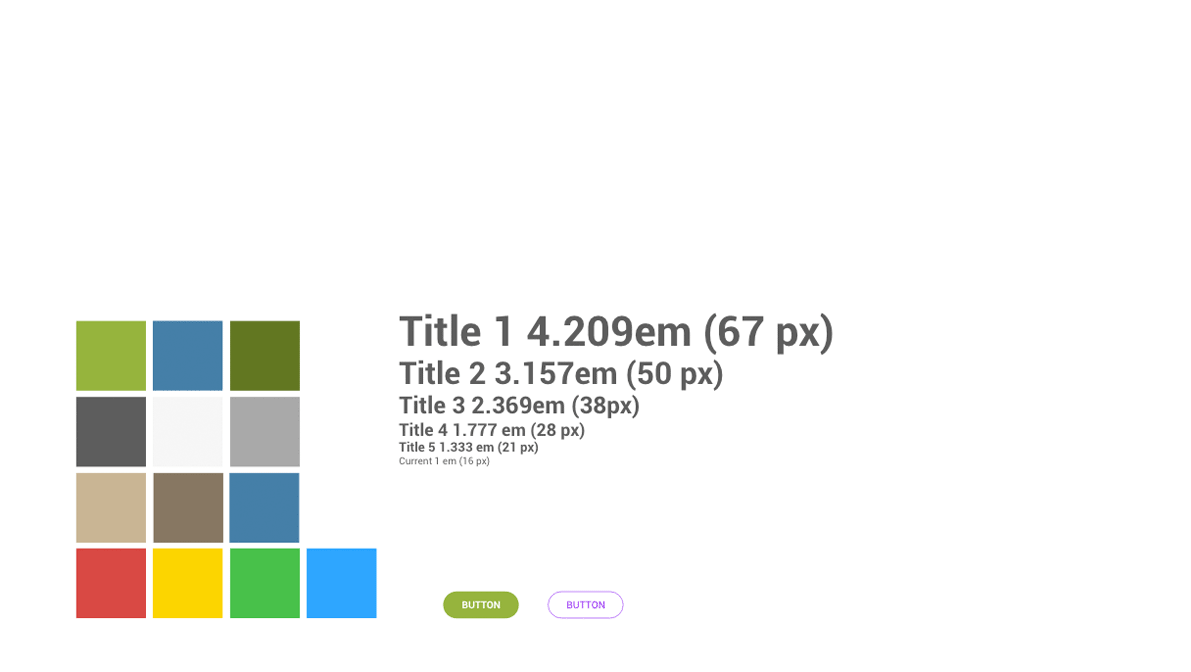 Title 1 4.209em (67 px)
Title 2 3.157em (50 px)
Title 3 2.369em (38px)
Title 4 1.777 em (28 px)
Title 5 1.333 em (21 px)
Current 1 em (16 px)
BUTTON
BUTTON